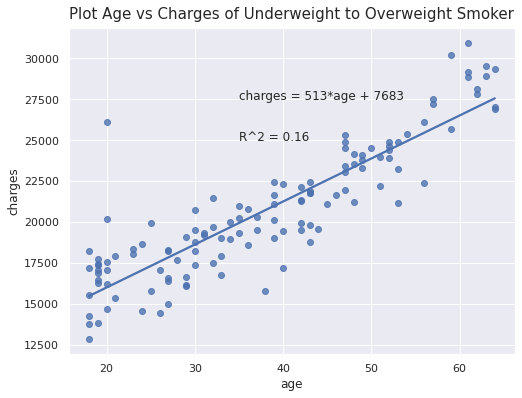 Plot Age vs Charges of Underweight to Overweight Smoker
30000
27500
25000
22500
20000
17500
15000
12500
charges
charges = 513*age + 7683
R^2 = 0.16
20 30 40 50 60
age